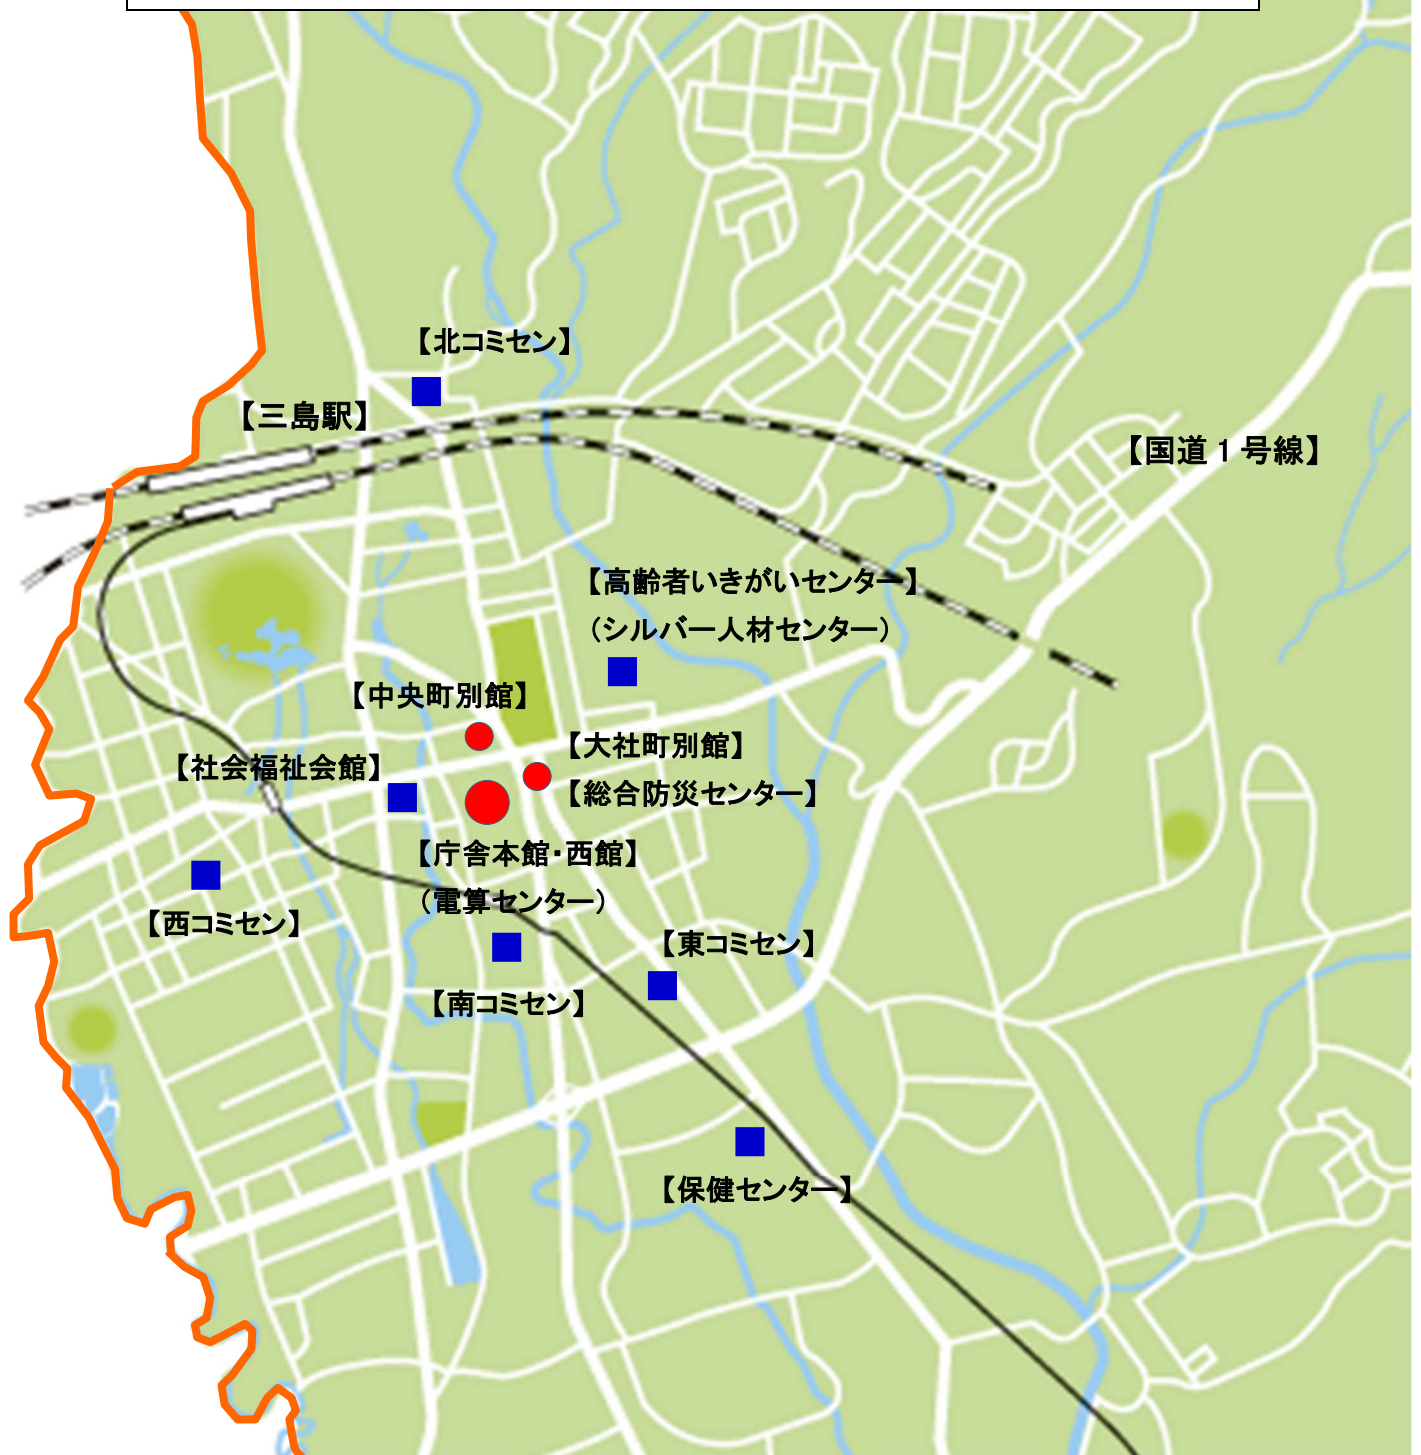 【北コミセン】
【三島駅】
【国道1号線】
【高齢者いきがいセンター】
(シルバー人材センター)
【中央町別館】
【大社町別館】
【社会福祉会館】
【総合防災センター】
【庁舎本館・西館】
(電算センター)
【西コミセン】
【東コミセン】
【南コミセン】
【保健センター】